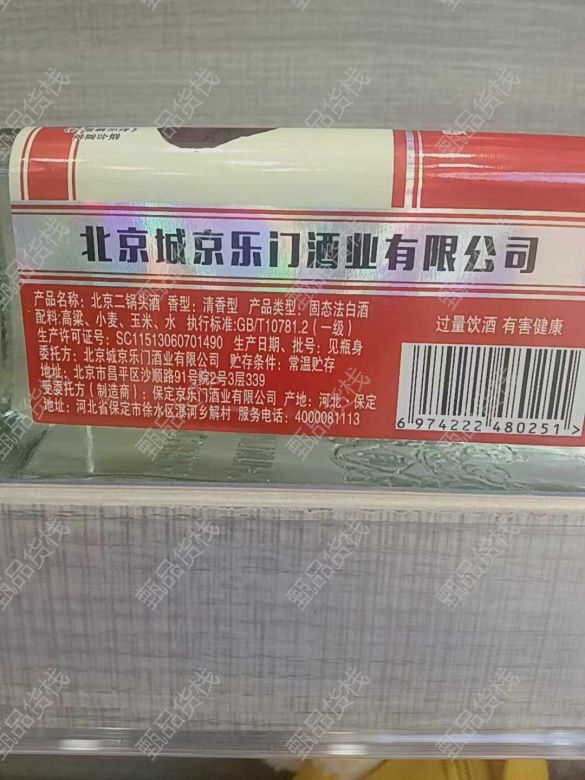 北京城京乐门酒业有限公司
产品名称：北京二锅头酒 香型：清香型 产品类型：固态法白酒
配料：高粱、小麦、玉米、水 执行标准:GB/T10781.2（一级）
生产许可证号：SC11513060701490 生产日期、批号：见瓶身
委托方：北京城京乐门酒业有限公司 贮存条件：常温贮存
地址：北京市昌平区沙顺路91号院2号3层339
受委托方（制造商）：保定京乐门酒业有限公司 产地：河北·保定
地址：河北省保定市徐水区漕河乡解村 服务电话：4000081113
过量饮酒 有害健康
6 974222 480251 >
甄品货栈